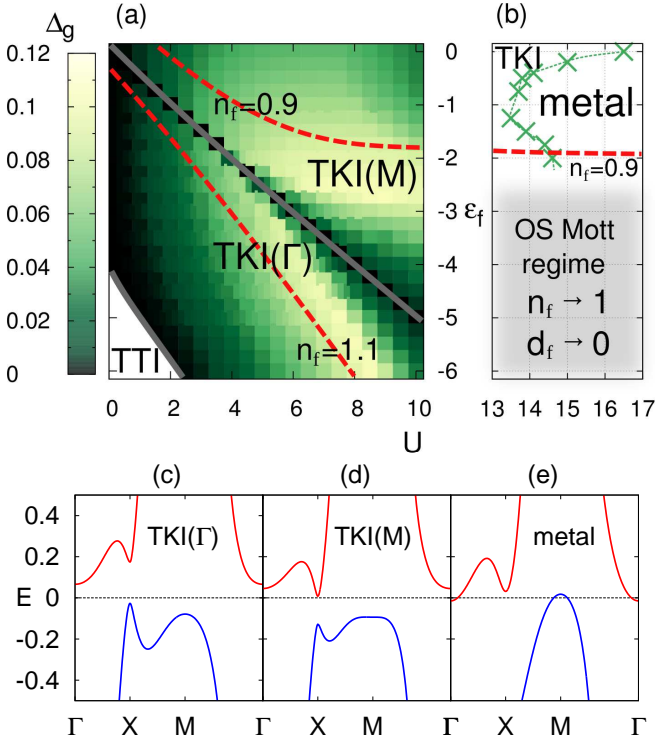 Δg (a) (b)
0.12
0.10
0.08
0.06
0.04
0.02
0
n_f=0.9
TKI(M)
TKI(Γ)
n_f=1.1
TTI
0 2 4 6 8 10
U
0
-1
-2
-3
-4
-5
-6
ε_f
TKI
metal
n_f=0.9
OS Mott
regime
n_f → 1
d_f → 0
13 14 15 16 17
(c) (d) (e)
TKI(Γ) TKI(M) metal
0.4
0.2
E 0
-0.2
-0.4
Γ X M Γ X M Γ X M Γ